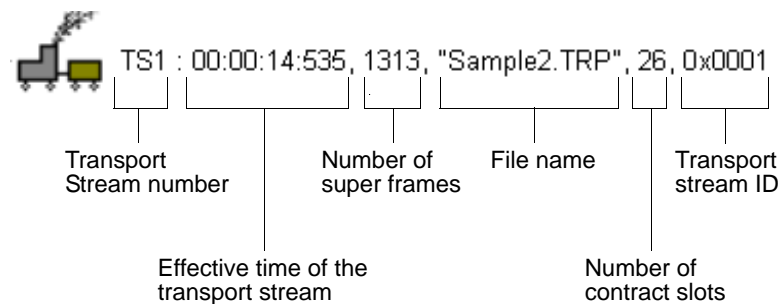 TS1 : 00:00:14:535, 1313, "Sample2.TRP", 26, 0x0001
Transport
Stream number
Number of
super frames
File name
Transport
stream ID
Effective time of the
transport stream
Number of
contract slots